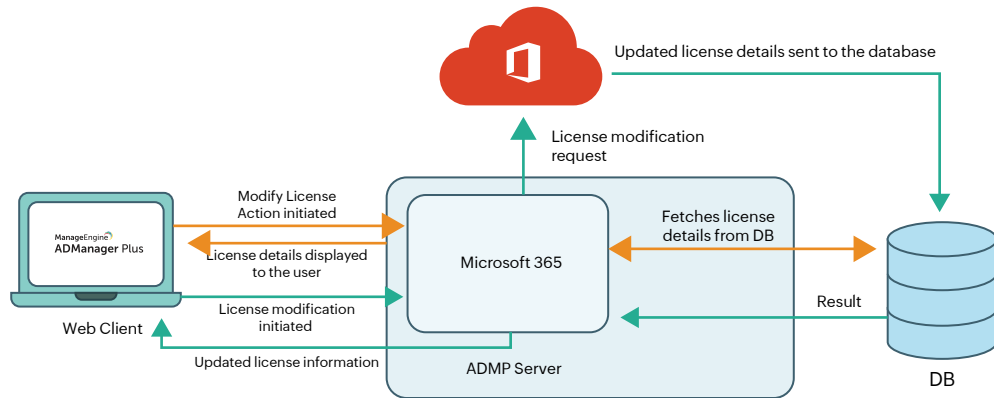 Updated license details sent to the database
License modification
request
Modify License
Action initiated
Fetches license
details from DB
ManageEngine
ADManager Plus
License details displayed
to the user
Microsoft 365
License modification
initiated
Result
Web Client
Updated license information
ADMP Server
DB